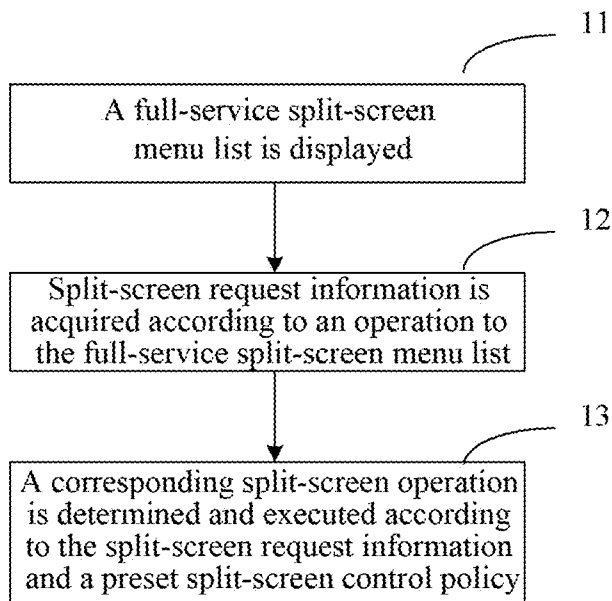 11
A full-service split-screen
menu list is displayed
12
Split-screen request information is
acquired according to an operation to
the full-service split-screen menu list
13
A corresponding split-screen operation
is determined and executed according
to the split-screen request information
and a preset split-screen control policy